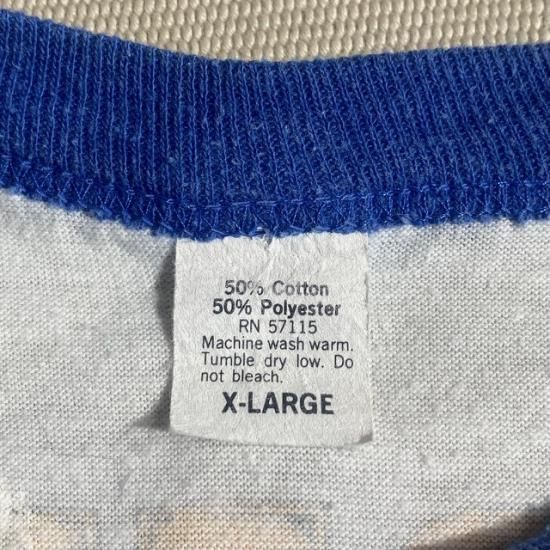 50% Cotton
50% Polyester
RN 57115
Machine wash warm.
Tumble dry low. Do
not bleach.
X-LARGE